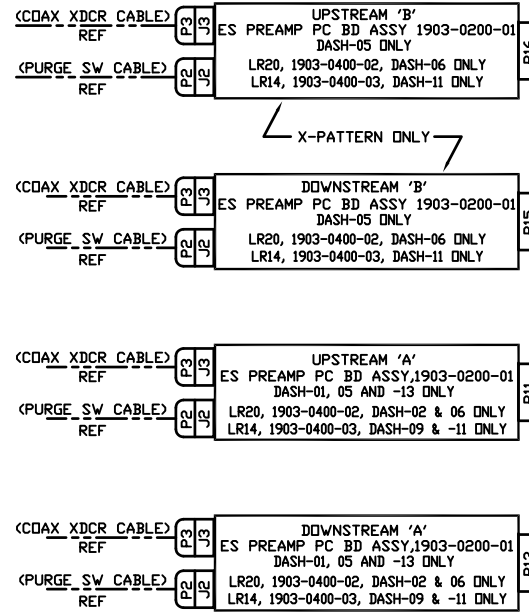 (COAX XDCR CABLE)
REF
P3 J3
(PURGE SW CABLE)
REF
P2 J2
UPSTREAM 'B'
ES PREAMP PC BD ASSY 1903-0200-01
DASH-05 ONLY
LR20, 1903-0400-02, DASH-06 ONLY
LR14, 1903-0400-03, DASH-11 ONLY
P16
X-PATTERN ONLY
(COAX XDCR CABLE)
REF
P3 J3
(PURGE SW CABLE)
REF
P2 J2
DOWNSTREAM 'B'
ES PREAMP PC BD ASSY 1903-0200-01
DASH-05 ONLY
LR20, 1903-0400-02, DASH-06 ONLY
LR14, 1903-0400-03, DASH-11 ONLY
P15
(COAX XDCR CABLE)
REF
P3 J3
(PURGE SW CABLE)
REF
P2 J2
UPSTREAM 'A'
ES PREAMP PC BD ASSY,1903-0200-01
DASH-01, 05 AND -13 ONLY
LR20, 1903-0400-02, DASH-02 & 06 ONLY
LR14, 1903-0400-03, DASH-09 & -11 ONLY
P11
(COAX XDCR CABLE)
REF
P3 J3
(PURGE SW CABLE)
REF
P2 J2
DOWNSTREAM 'A'
ES PREAMP PC BD ASSY,1903-0200-01
DASH-01, 05 AND -13 ONLY
LR20, 1903-0400-02, DASH-02 & 06 ONLY
LR14, 1903-0400-03, DASH-09 & -11 ONLY